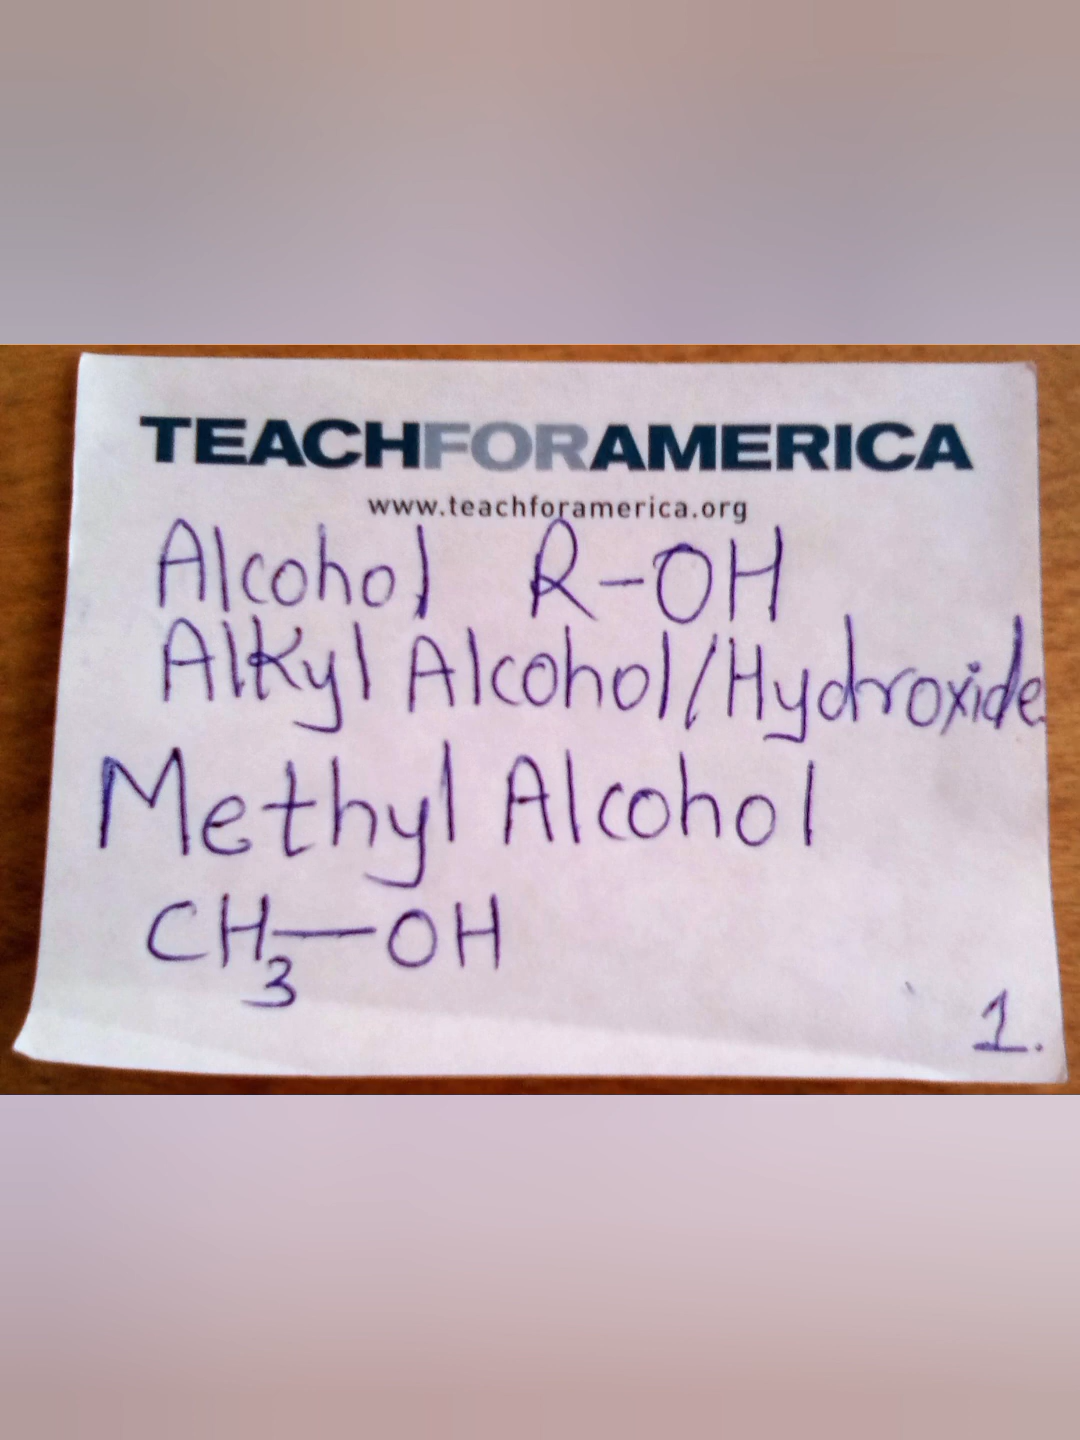 TEACHFORAMERICA
www.teachforamerica.org
Alcohol R-OH
Alkyl Alcohol/Hydroxide
Methyl Alcohol
CH₃—OH
1.